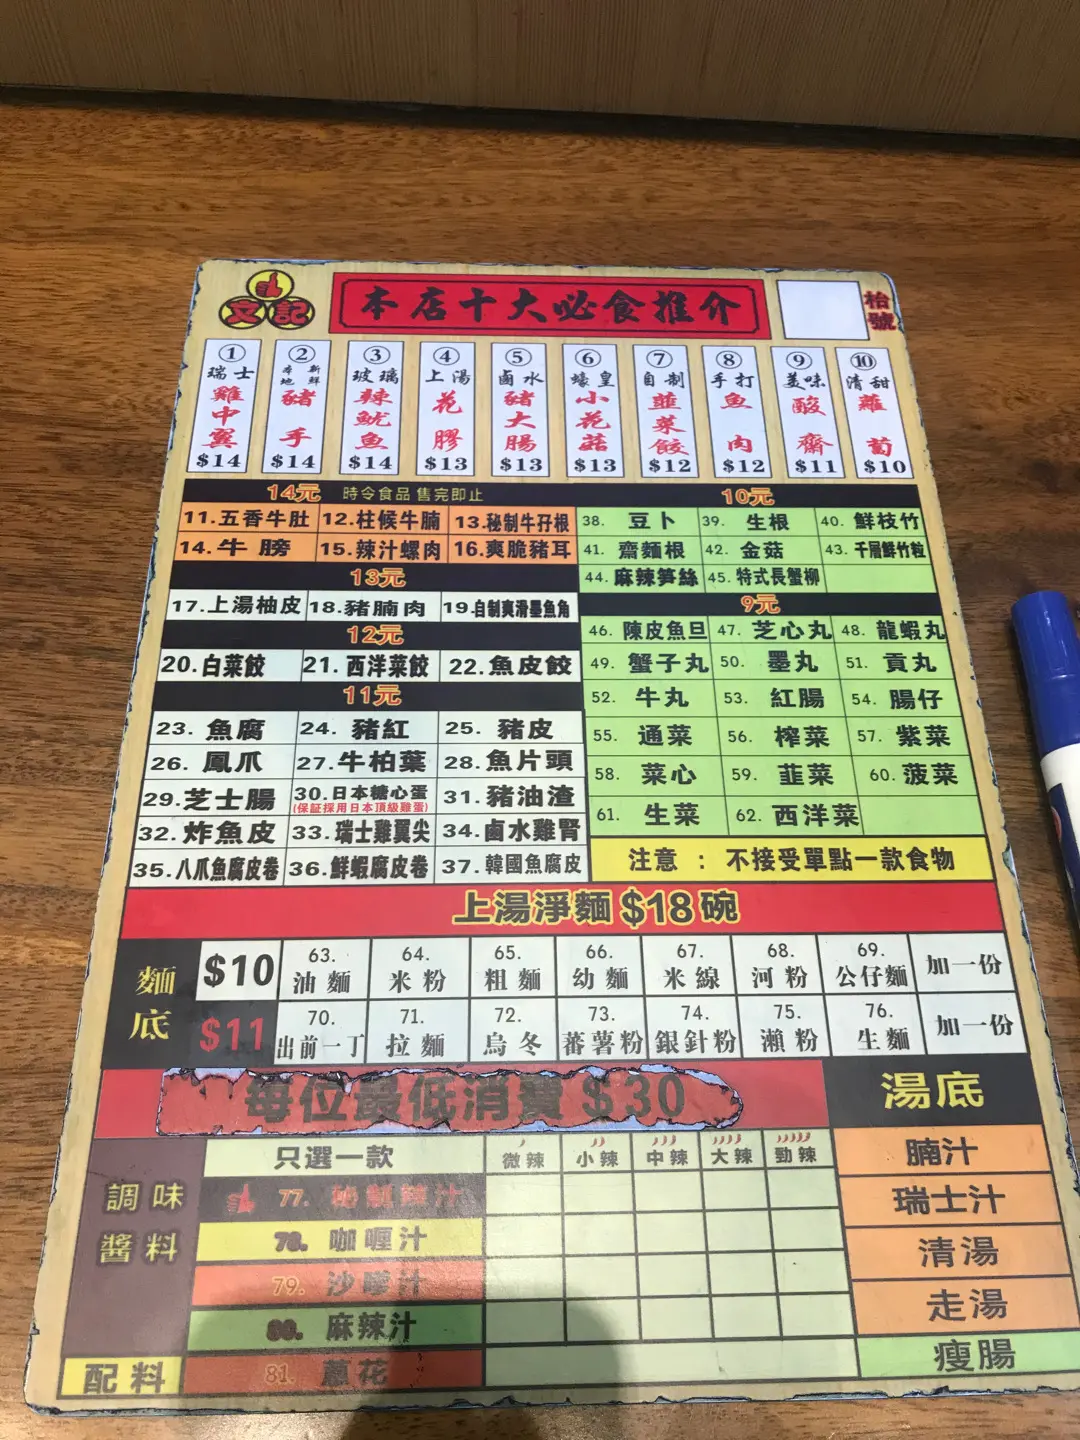 文記
本店十大必食推介
枱號
① 瑞士 雞中翼 $14
② 本地新鮮 豬手 $14
③ 玻璃 辣魷魚 $14
④ 上湯 花膠 $13
⑤ 鹵水 豬大腸 $13
⑥ 蠔皇 小花菇 $13
⑦ 自制 韮菜餃 $12
⑧ 手打 魚肉 $12
⑨ 美味 酸齋 $11
⑩ 清甜 蘿蔔 $10
14元 時令食品 售完即止
11.五香牛肚 12.柱候牛腩 13.秘制牛孖根
14.牛膀 15.辣汁螺肉 16.爽脆豬耳
13元
17.上湯柚皮 18.豬腩肉 19.自制爽滑墨魚角
12元
20.白菜餃 21.西洋菜餃 22.魚皮餃
11元
23.魚腐 24.豬紅 25.豬皮
26.鳳爪 27.牛柏葉 28.魚片頭
29.芝士腸 30.日本糖心蛋 31.豬油渣
(保証採用日本頂級雞蛋)
32.炸魚皮 33.瑞士雞翼尖 34.鹵水雞腎
35.八爪魚腐皮卷 36.鮮蝦腐皮卷 37.韓國魚腐皮
10元
38. 豆卜 39. 生根 40. 鮮枝竹
41. 齋麵根 42. 金菇 43. 千層鮮竹粒
44. 麻辣笋絲 45. 特式長蟹柳
9元
46. 陳皮魚旦 47. 芝心丸 48. 龍蝦丸
49. 蟹子丸 50. 墨丸 51. 貢丸
52. 牛丸 53. 紅腸 54. 腸仔
55. 通菜 56. 榨菜 57. 紫菜
58. 菜心 59. 韮菜 60. 菠菜
61. 生菜 62. 西洋菜
注意 : 不接受單點一款食物
上湯淨麵$18碗
麵底
$10 63. 油麵 64. 米粉 65. 粗麵 66. 幼麵 67. 米線 68. 河粉 69. 公仔麵 加一份
$11 70. 出前一丁 71. 拉麵 72. 烏冬 73. 蕃薯粉 74. 銀針粉 75. 瀨粉 76. 生麵 加一份
每位最低消費$30
調味醬料
只選一款 微辣 小辣 中辣 大辣 勁辣
77. 秘制辣汁
78. 咖喱汁
79. 沙嗲汁
80. 麻辣汁
配料 81. 蔥花
湯底
腩汁
瑞士汁
清湯
走湯
瘦腸